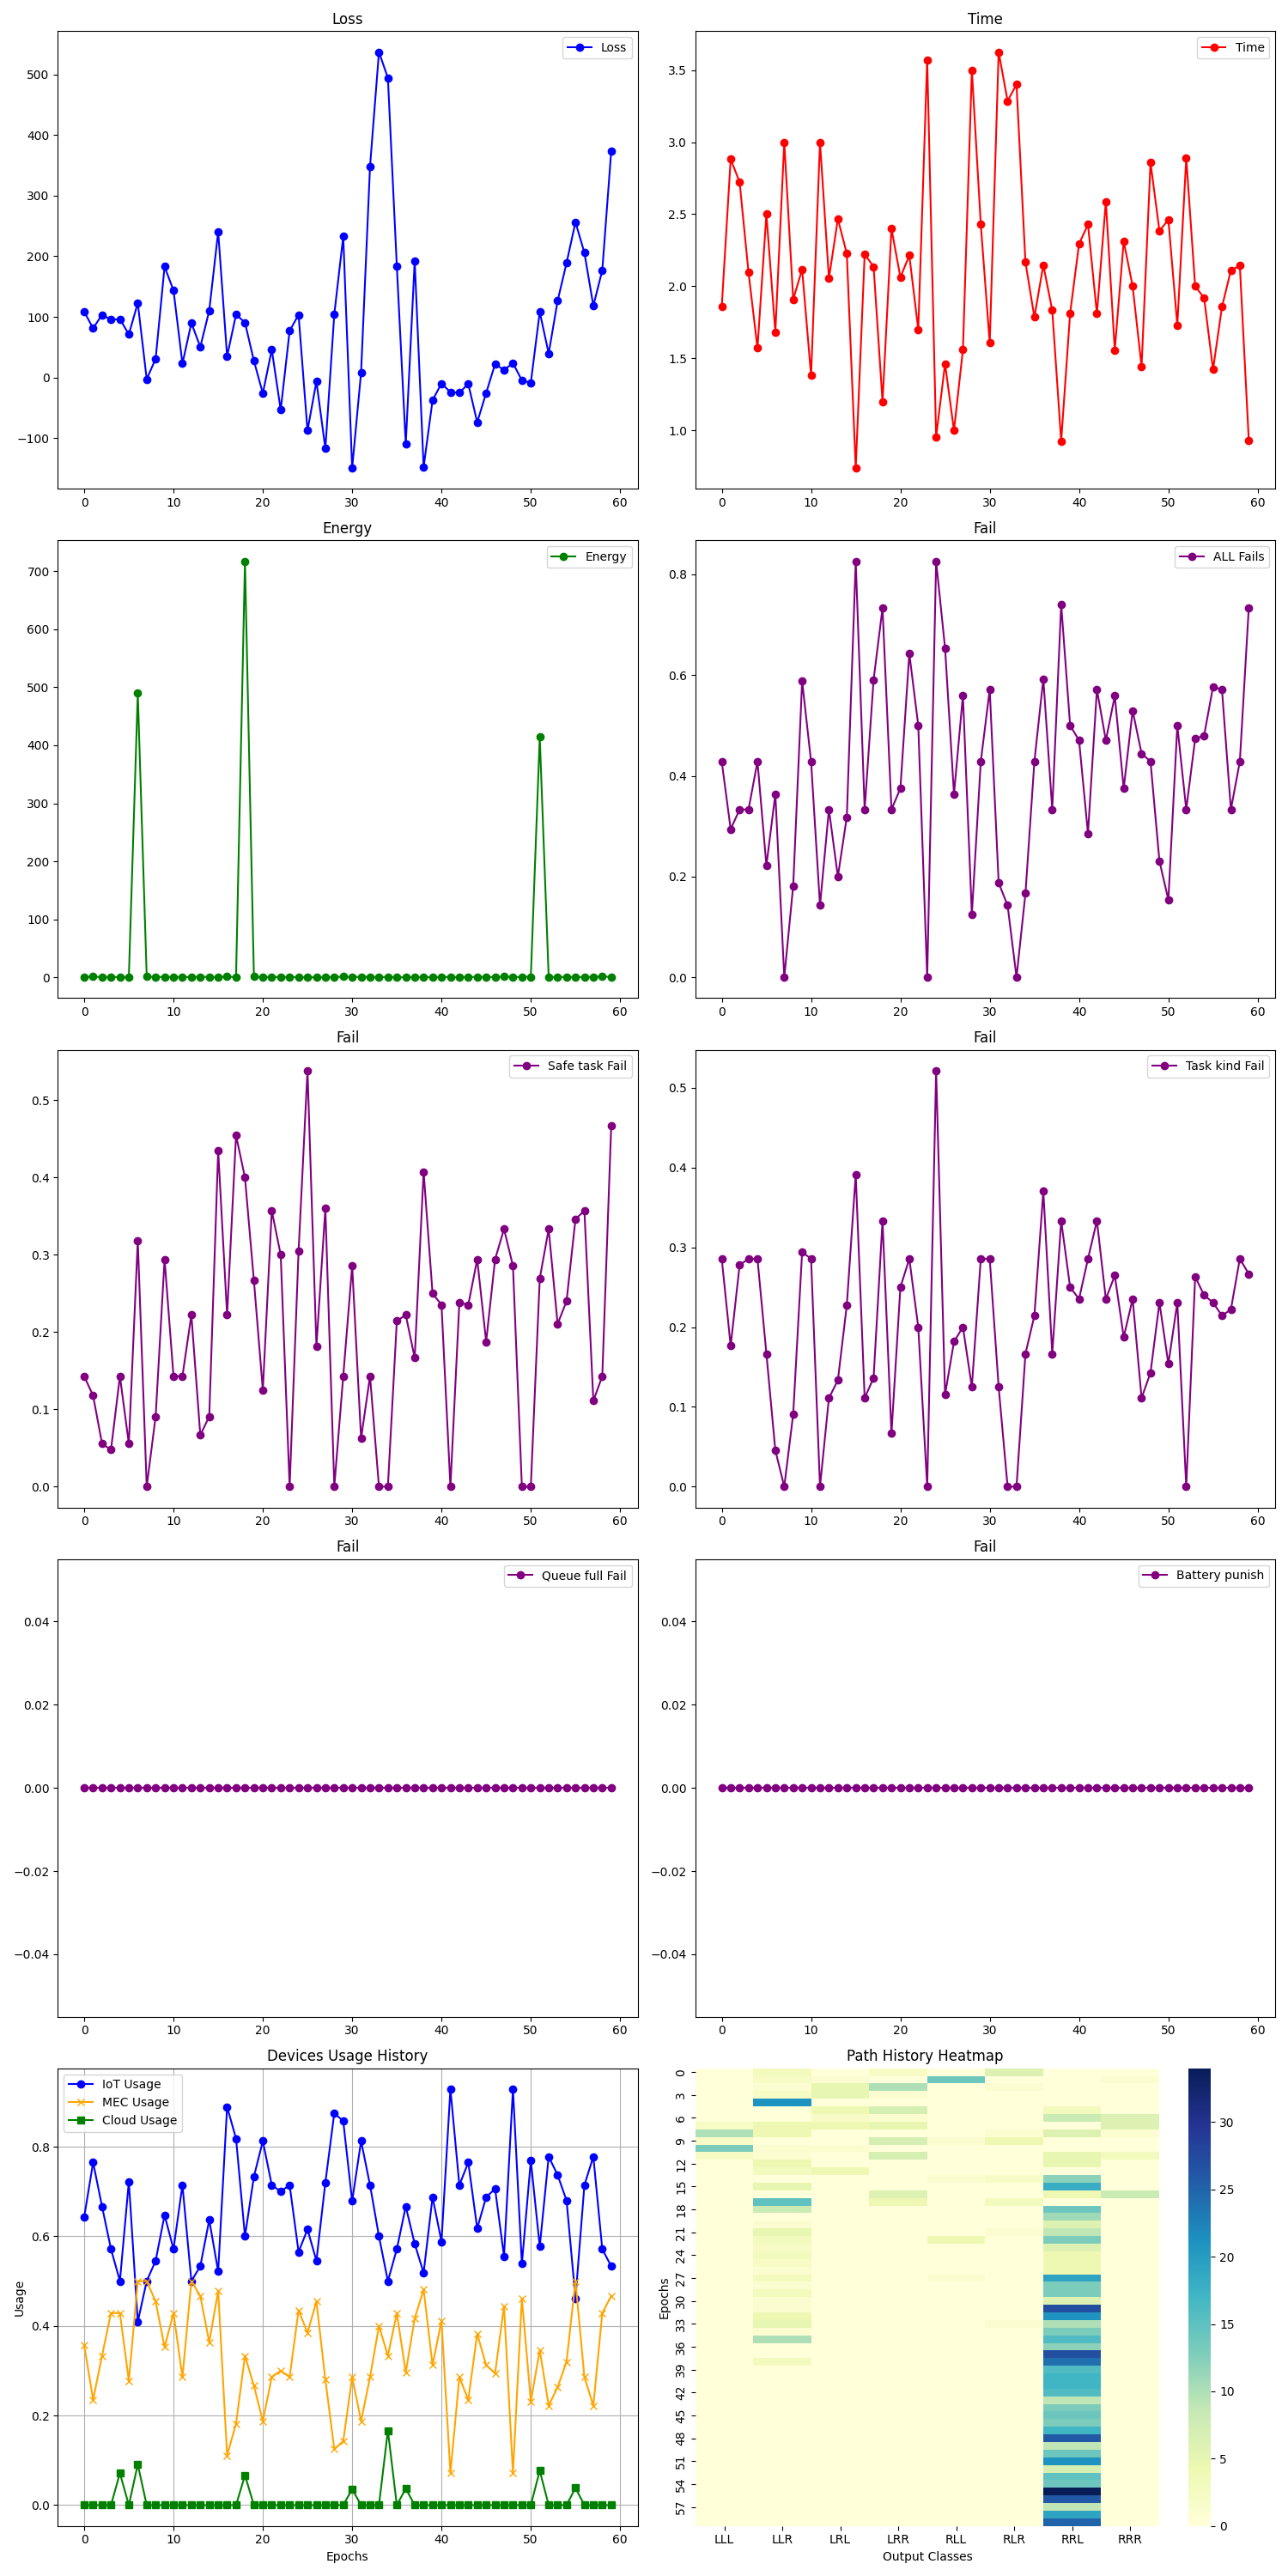 Loss
Loss
500
400
300
200
100
0
−100
0 10 20 30 40 50 60
Time
Time
3.5
3.0
2.5
2.0
1.5
1.0
0 10 20 30 40 50 60
Energy
Energy
700
600
500
400
300
200
100
0
0 10 20 30 40 50 60
Fail
ALL Fails
0.8
0.6
0.4
0.2
0.0
0 10 20 30 40 50 60
Fail
Safe task Fail
0.5
0.4
0.3
0.2
0.1
0.0
0 10 20 30 40 50 60
Fail
Task kind Fail
0.5
0.4
0.3
0.2
0.1
0.0
0 10 20 30 40 50 60
Fail
Queue full Fail
0.04
0.02
0.00
−0.02
−0.04
0 10 20 30 40 50 60
Fail
Battery punish
0.04
0.02
0.00
−0.02
−0.04
0 10 20 30 40 50 60
Devices Usage History
IoT Usage
MEC Usage
Cloud Usage
Usage
0.8
0.6
0.4
0.2
0.0
0 10 20 30 40 50 60
Epochs
Path History Heatmap
Epochs
0
3
6
9
12
15
18
21
24
27
30
33
36
39
42
45
48
51
54
57
LLL LLR LRL LRR RLL RLR RRL RRR
Output Classes
30
25
20
15
10
5
0